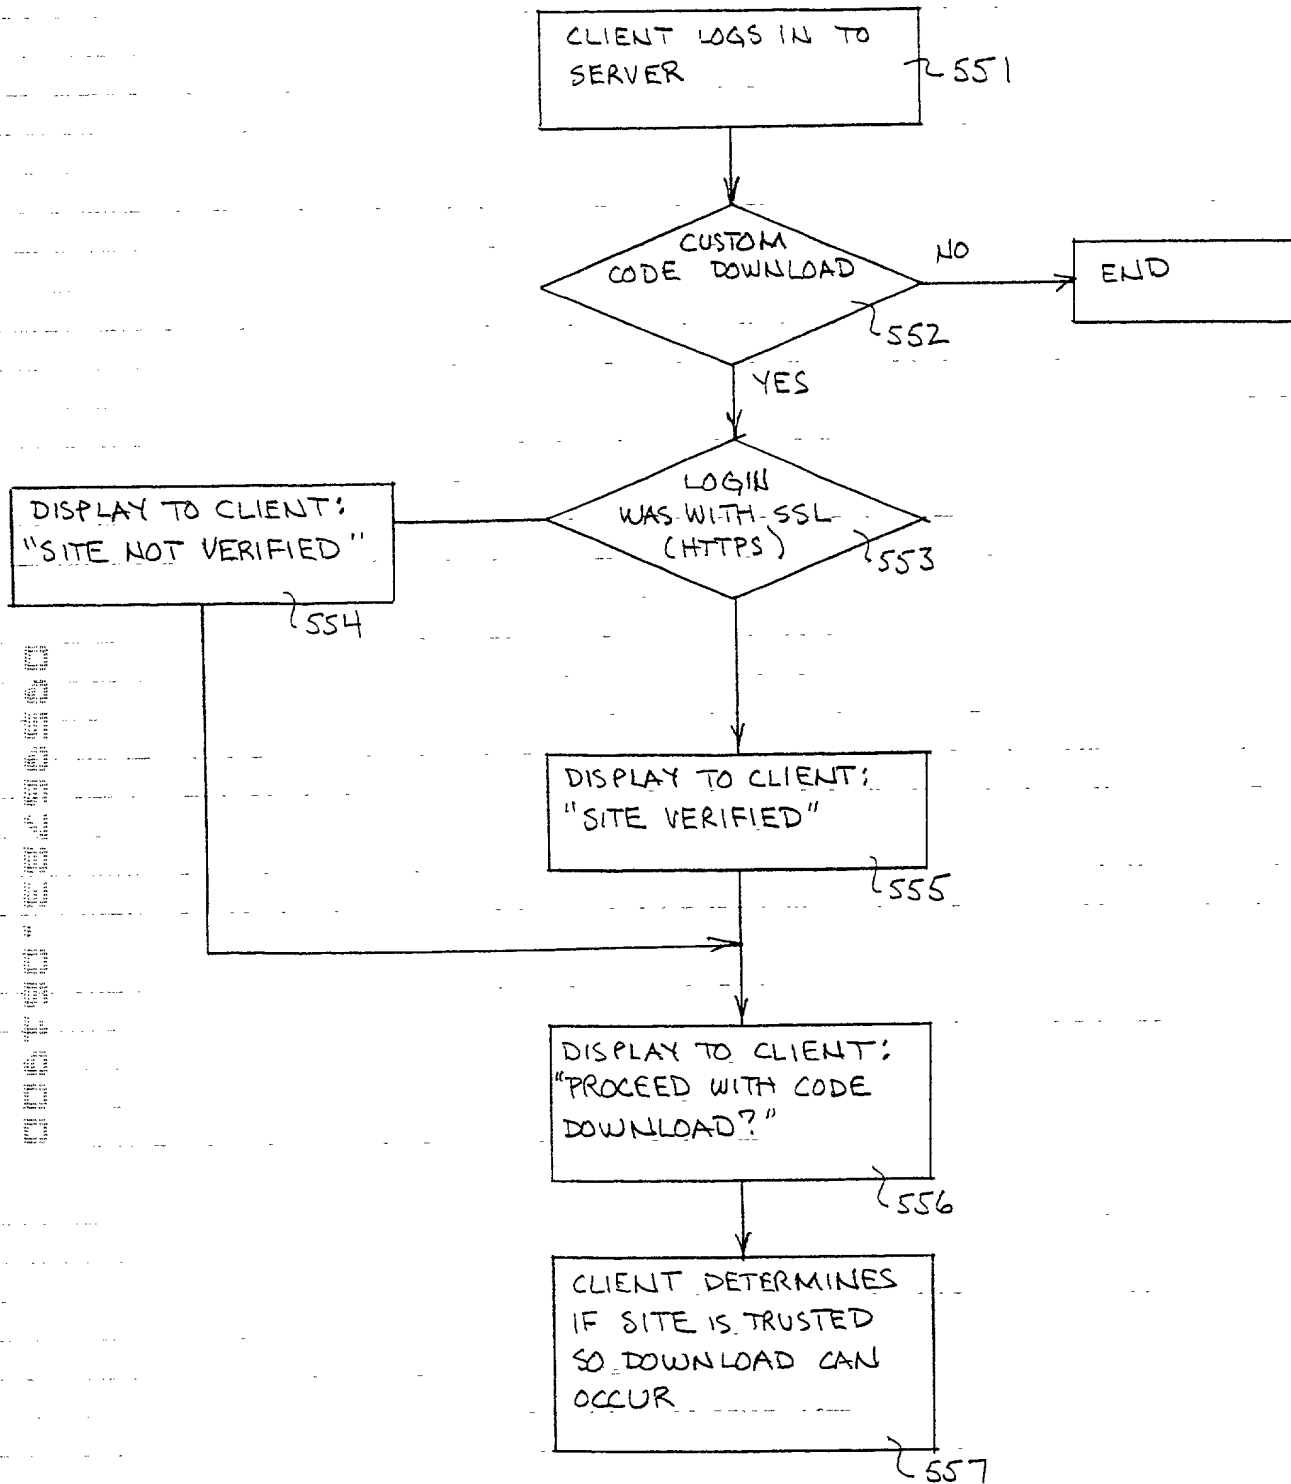 CLIENT LOGS IN TO
SERVER
551
CUSTOM
CODE DOWNLOAD
552
NO
END
YES
LOGIN
WAS WITH SSL
(HTTPS)
553
DISPLAY TO CLIENT:
"SITE NOT VERIFIED"
554
DISPLAY TO CLIENT:
"SITE VERIFIED"
555
DISPLAY TO CLIENT:
"PROCEED WITH CODE
DOWNLOAD?"
556
CLIENT DETERMINES
IF SITE IS TRUSTED
SO DOWNLOAD CAN
OCCUR
557